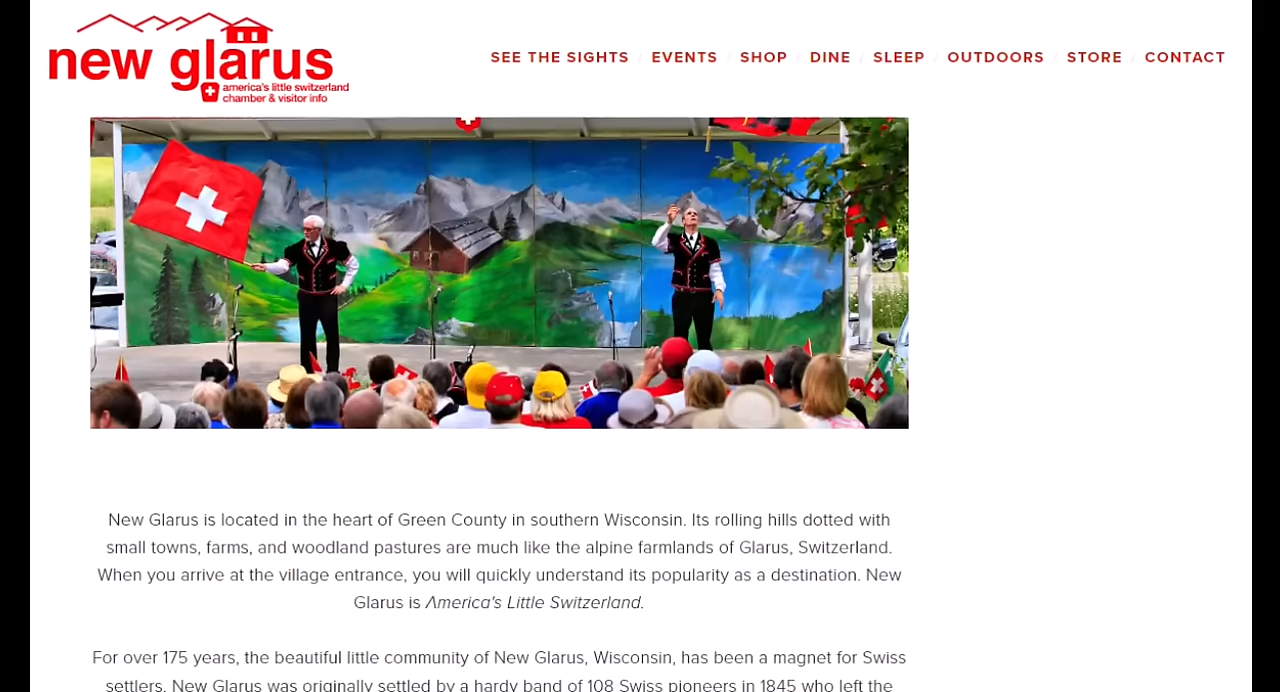 new glarus
america's little switzerland
chamber & visitor info
SEE THE SIGHTS / EVENTS / SHOP / DINE / SLEEP / OUTDOORS / STORE / CONTACT
New Glarus is located in the heart of Green County in southern Wisconsin. Its rolling hills dotted with
small towns, farms, and woodland pastures are much like the alpine farmlands of Glarus, Switzerland.
When you arrive at the village entrance, you will quickly understand its popularity as a destination. New
Glarus is America's Little Switzerland.
For over 175 years, the beautiful little community of New Glarus, Wisconsin, has been a magnet for Swiss
settlers. New Glarus was originally settled by a hardy band of 108 Swiss pioneers in 1845 who left the